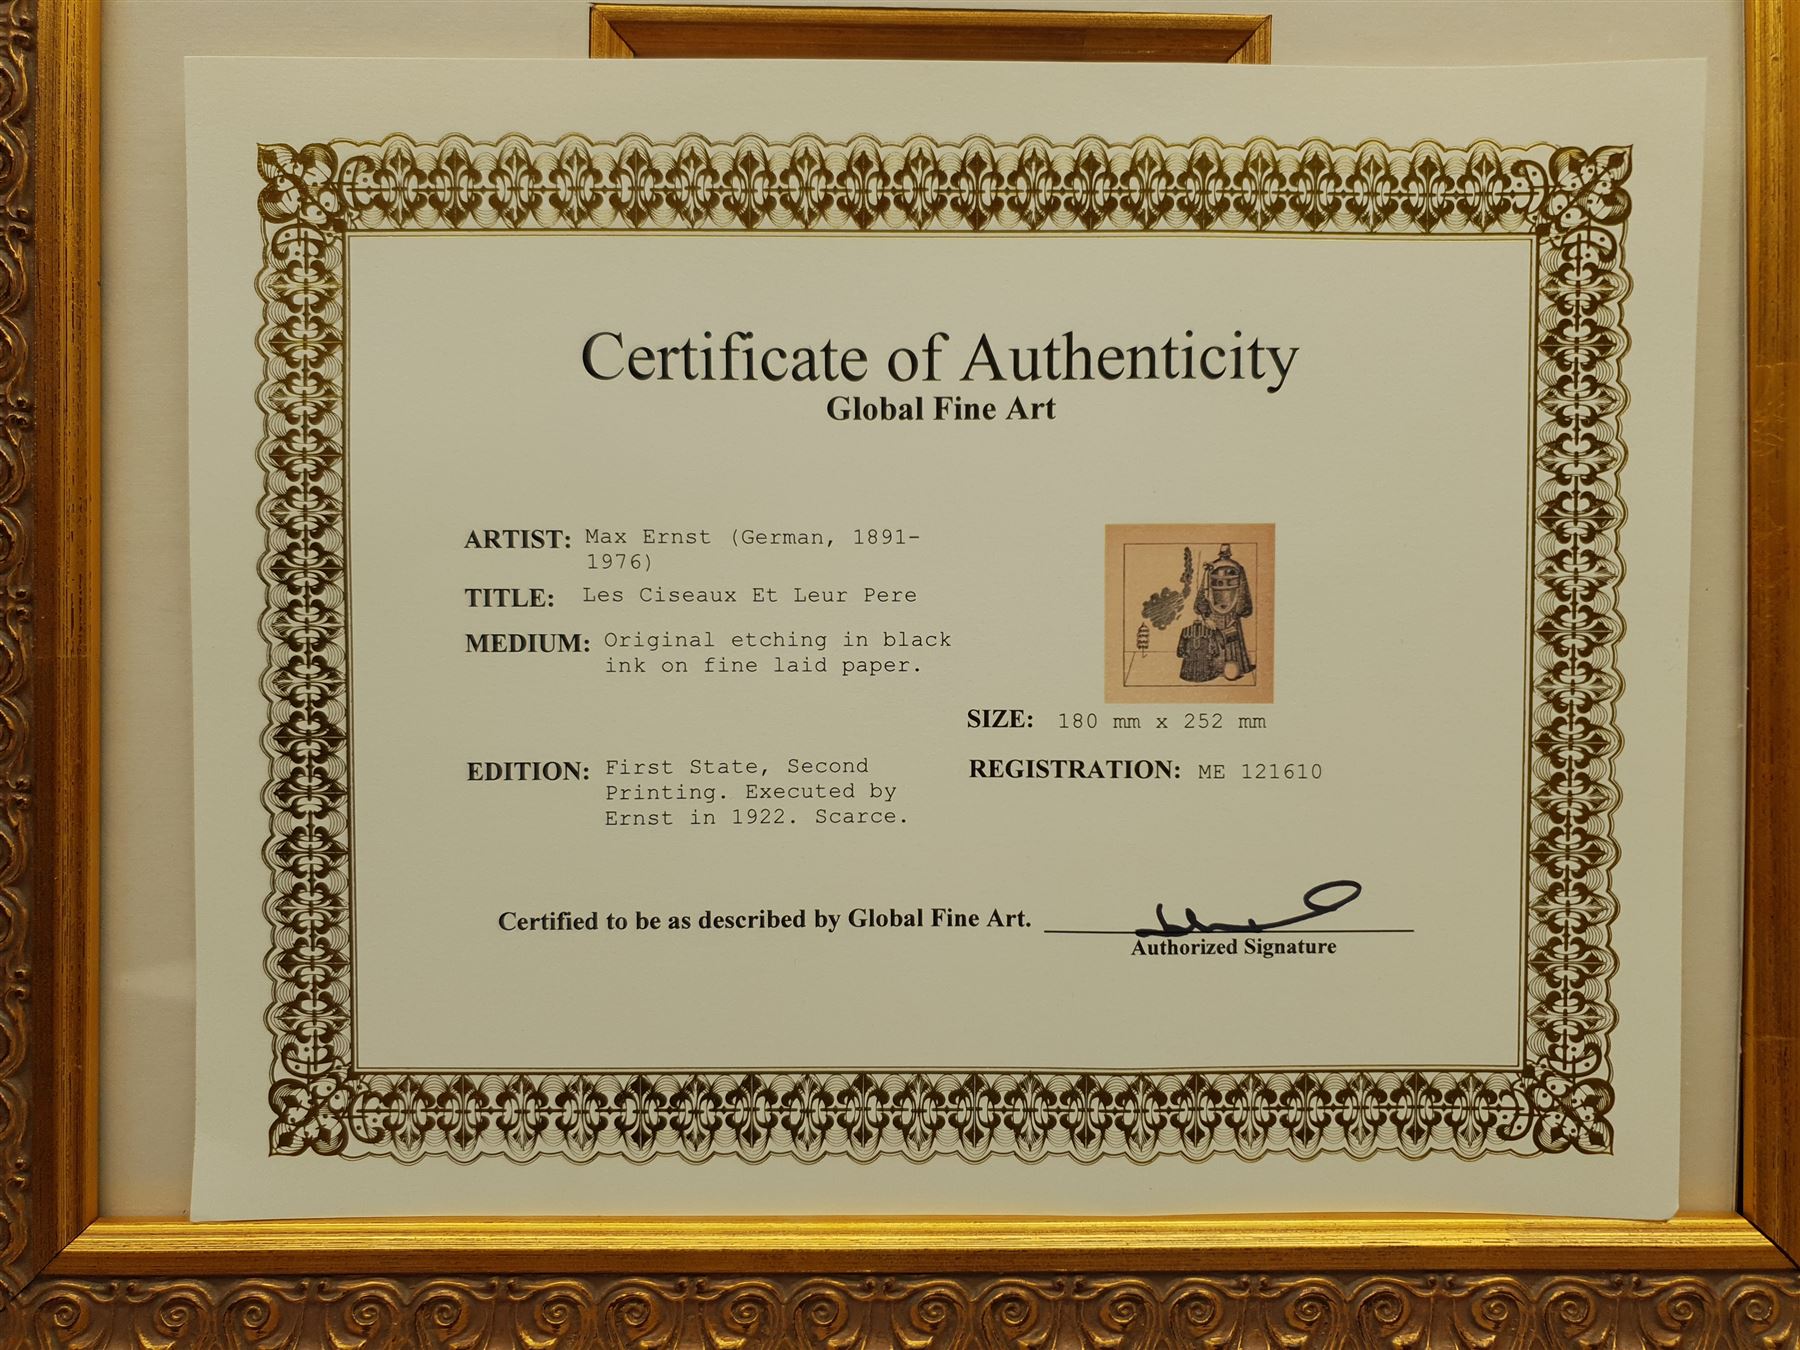 Certificate of Authenticity
Global Fine Art
ARTIST: Max Ernst (German, 1891-
1976)
TITLE: Les Ciseaux Et Leur Pere
MEDIUM: Original etching in black
ink on fine laid paper.
SIZE: 180 mm x 252 mm
EDITION: First State, Second
Printing. Executed by
Ernst in 1922. Scarce.
REGISTRATION: ME 121610
Certified to be as described by Global Fine Art.
Authorized Signature